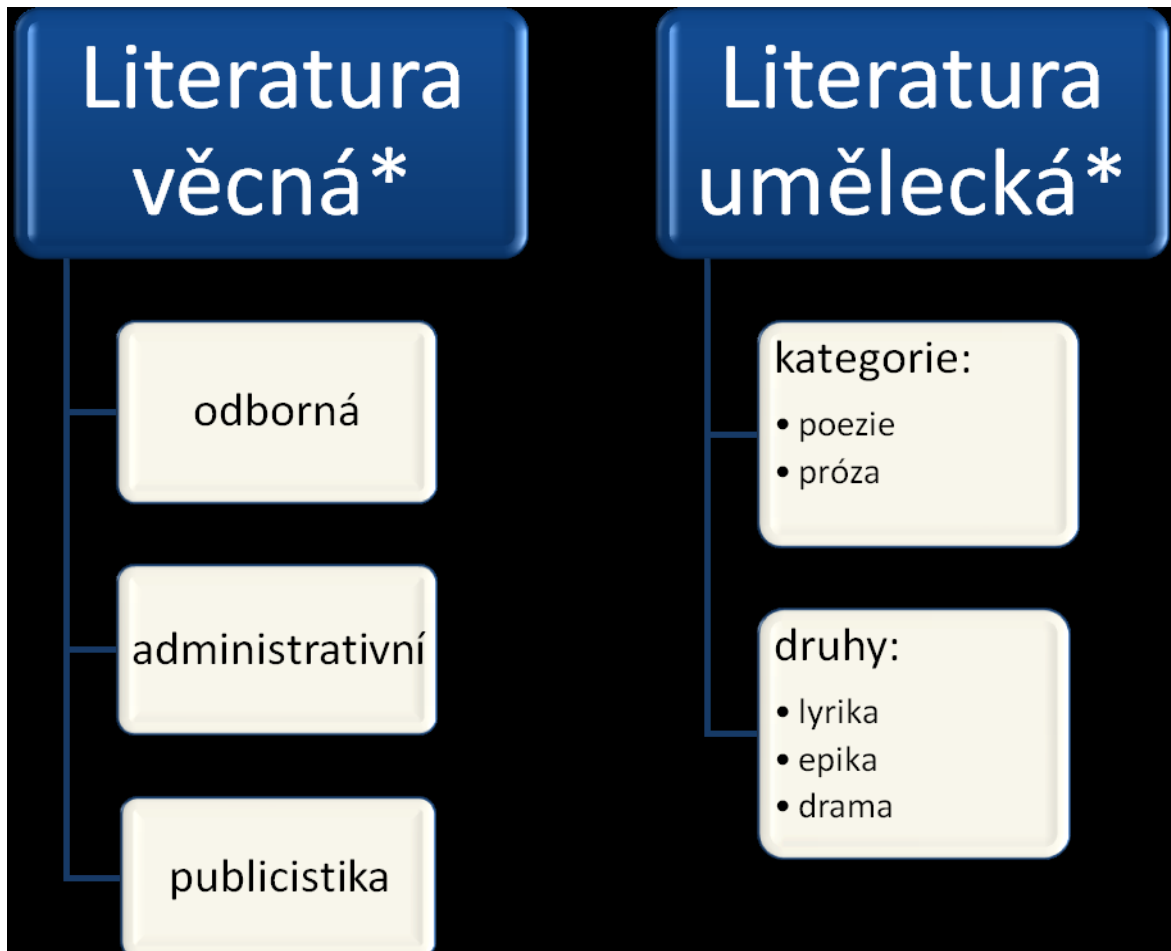 Literatura
věcná*
odborná
administrativní
publicistika
Literatura
umělecká*
kategorie:
• poezie
• próza
druhy:
• lyrika
• epika
• drama